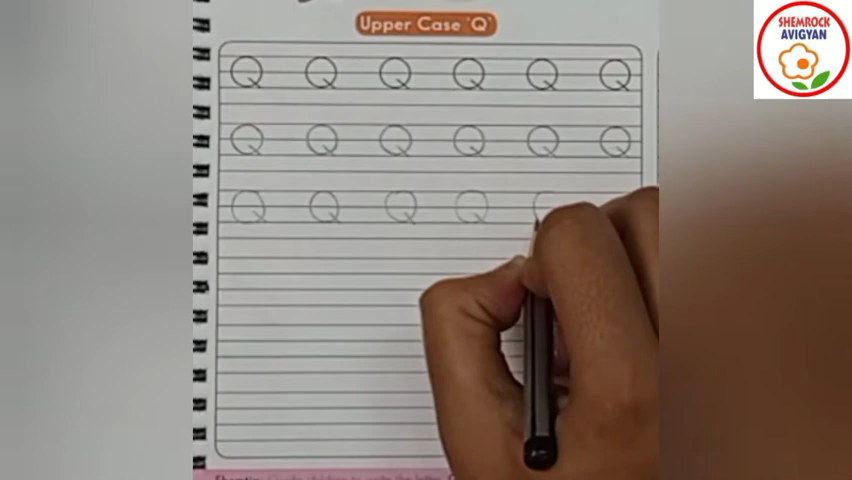 Upper Case 'Q'
SHEMROCK
AVIGYAN
Q Q Q Q Q Q
Q Q Q Q Q Q
Q Q Q Q